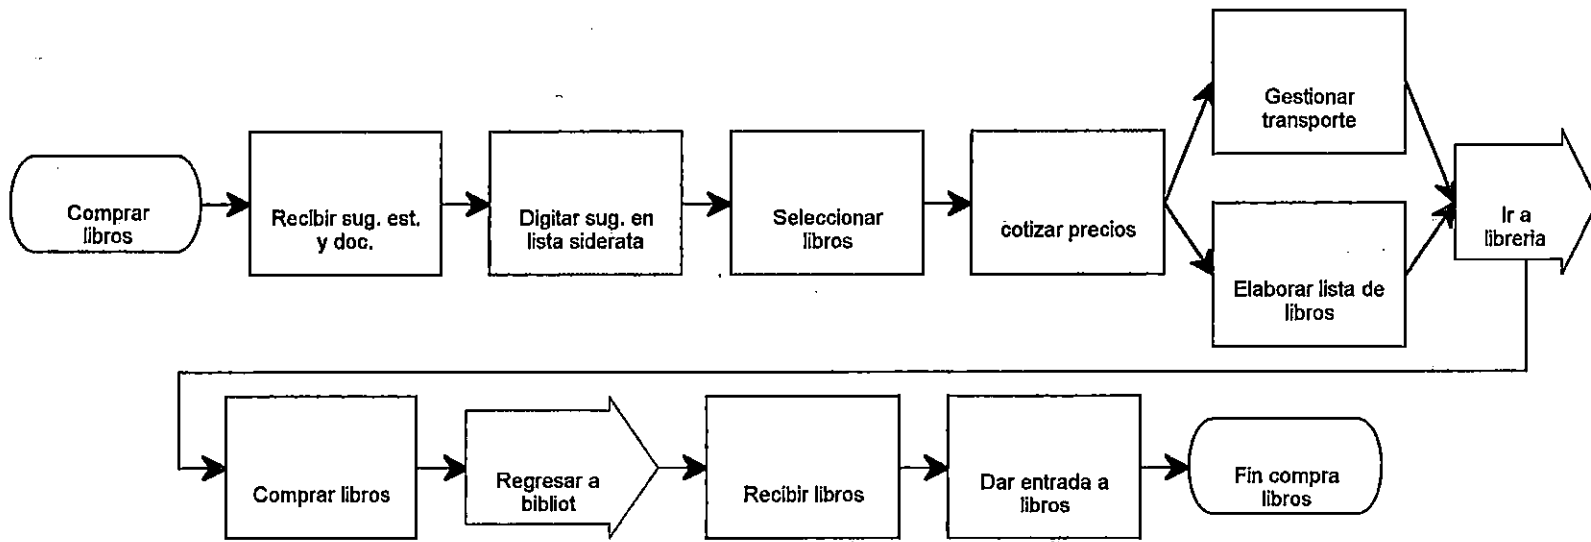 Comprar
libros
Recibir sug. est.
y doc.
Digitar sug. en
lista siderata
Seleccionar
libros
cotizar precios
Gestionar
transporte
Elaborar lista de
libros
Ir a
libreria
Comprar libros
Regresar a
bibliot
Recibir libros
Dar entrada a
libros
Fin compra
libros